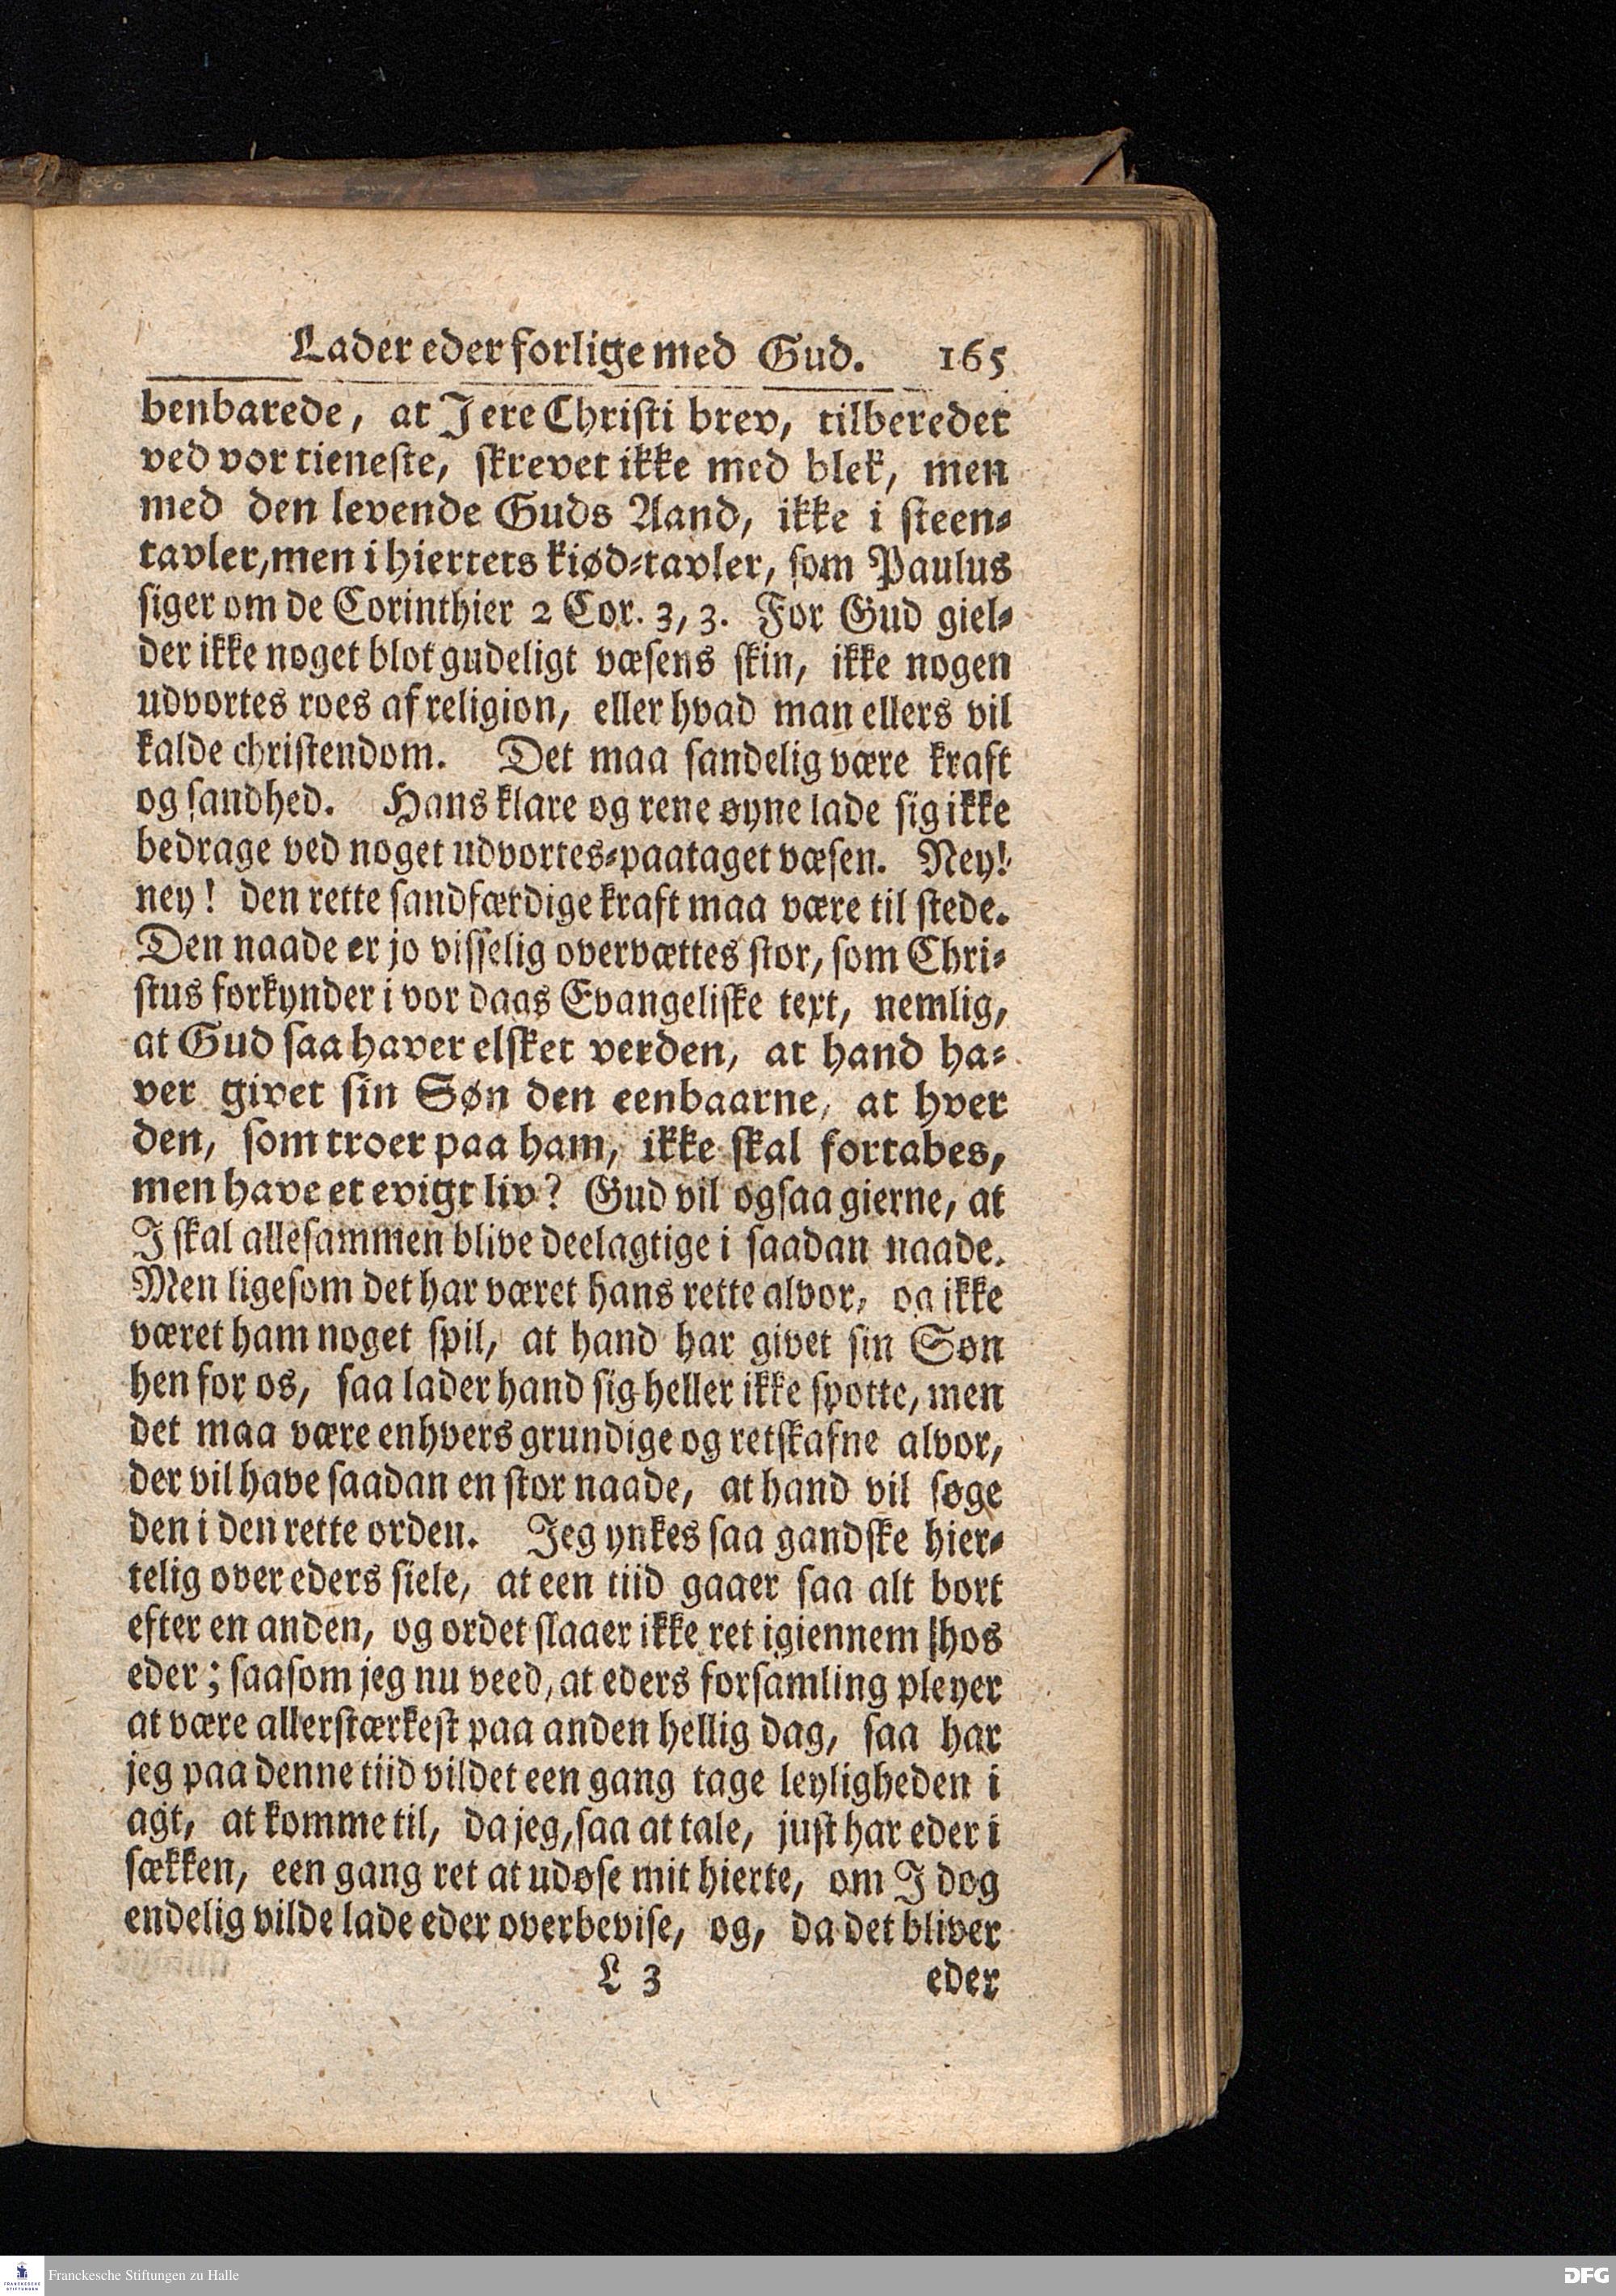 Lader eder forlige med Gud. 165
benbarede, at I ere Christi brev, tilberedet
ved vor tieneste, skrevet ikke med blek, men
med den levende Guds Aand, ikke i steen-
tavler, men i hiertets kiød-tavler, som Paulus
siger om de Corinthier 2 Cor. 3, 3. For Gud giel-
der ikke noget blot gudeligt væsens skin, ikke nogen
udvortes roes af religion, eller hvad man ellers vil
kalde christendom. Det maa sandelig være kraft
og sandhed. Hans klare og rene øyne lade sig ikke
bedrage ved noget udvortes-paataget væsen. Ney!
ney! den rette sandfærdige kraft maa være til stede.
Den naade er jo visselig overvættes stor, som Chri-
stus forkynder i vor dags Evangeliske text, nemlig,
at Gud saa haver elsket verden, at hand ha-
ver givet sin Søn den eenbaarne, at hver
den, som troer paa ham, ikke skal fortabes,
men have et evigt liv? Gud vil ogsaa gierne, at
I skal allesammen blive deelagtige i saadan naade.
Men ligesom det har været hans rette alvor, og ikke
været ham noget spil, at hand har givet sin Søn
hen for os, saa lader hand sig heller ikke spotte, men
det maa være enhvers grundige og retskafne alvor,
der vil have saadan en stor naade, at hand vil søge
den i den rette orden. Jeg ynkes saa gandske hier-
telig over eders siele, at een tiid gaaer saa alt bort
efter en anden, og ordet slaaer ikke ret igiennem hos
eder; saasom jeg nu veed, at eders forsamling pleyer
at være allerstærkest paa anden hellig dag, saa har
jeg paa denne tiid vildet een gang tage leyligheden i
agt, at komme til, da jeg, saa at tale, just har eder i
sækken, een gang ret at udøse mit hierte, om I dog
endelig vilde lade eder overbevise, og, da det bliver
L 3 eder
Franckesche Stiftungen zu Halle
DFG